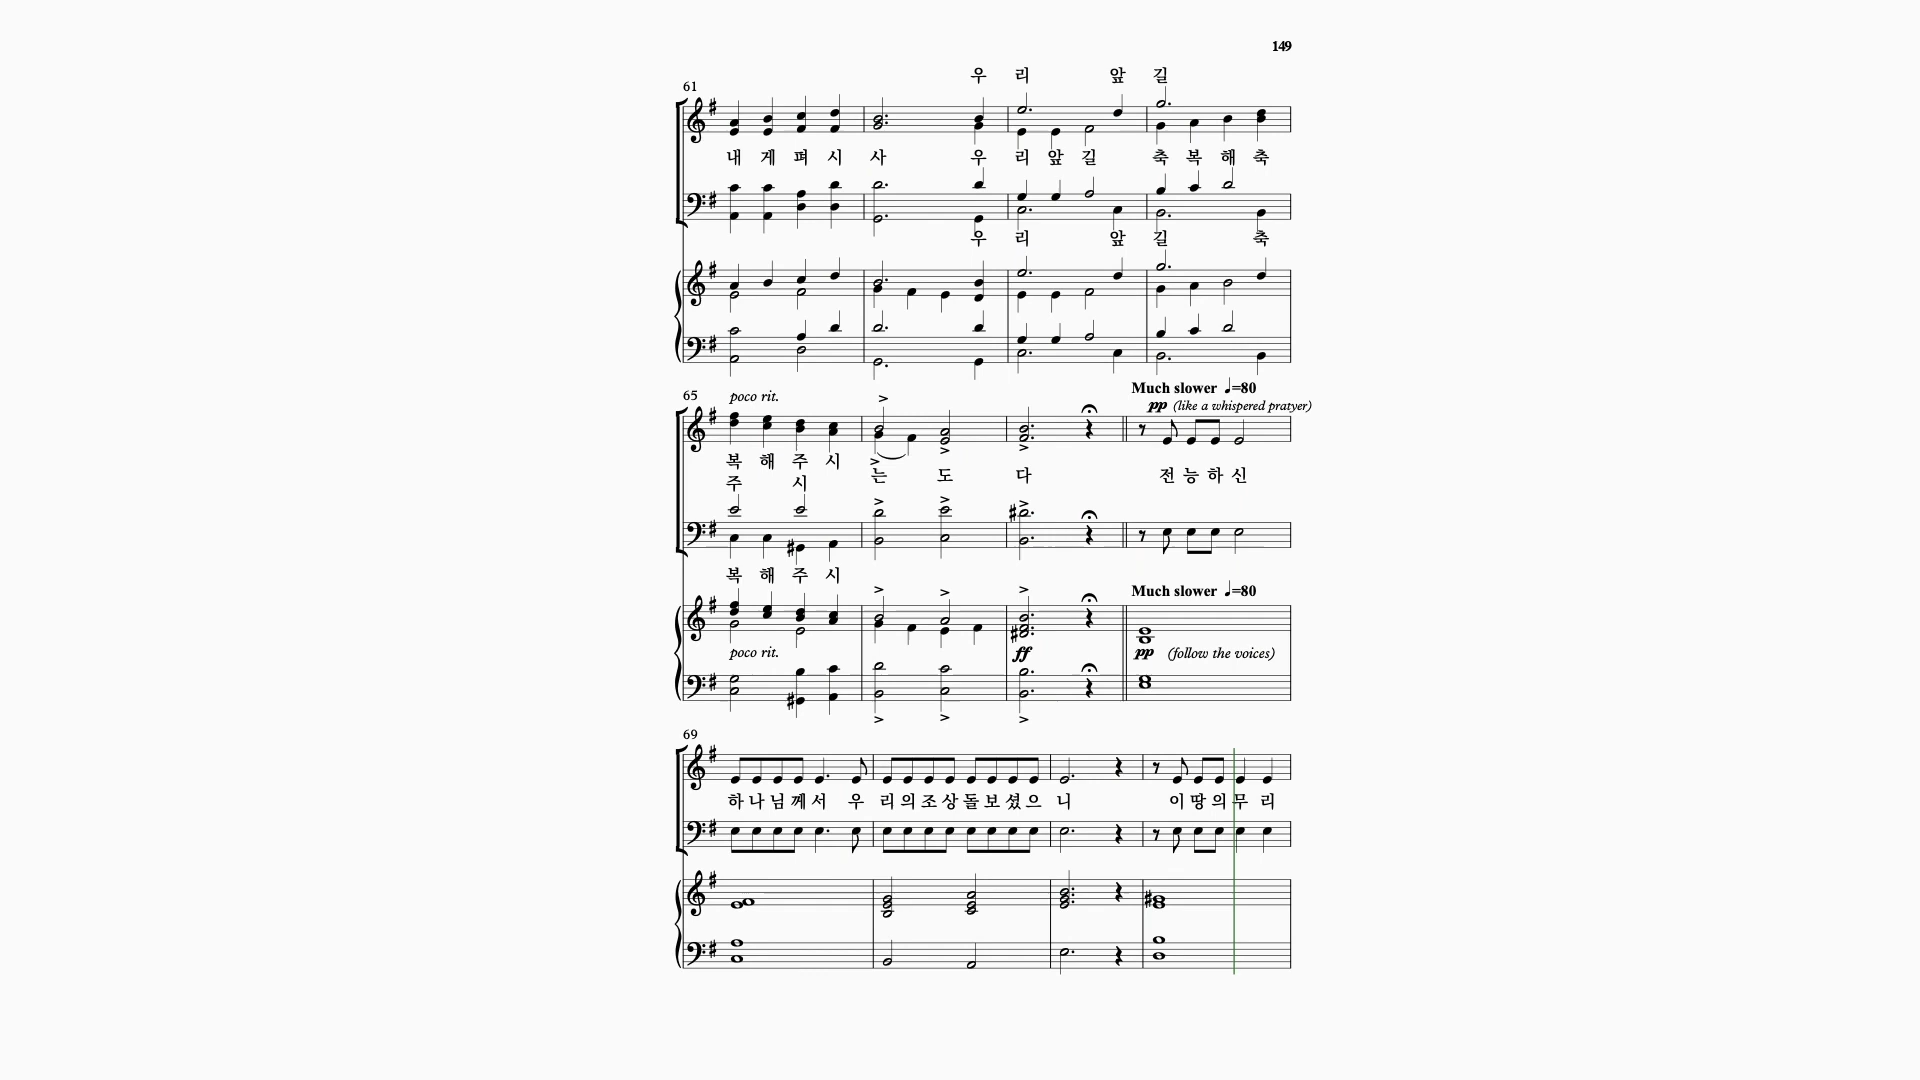 149
우 리 앞 길
61
내 게 펴 시 사 우 리 앞 길 축 복 해 축
우 리 앞 길 축
Much slower ♩=80
65 poco rit. pp (like a whispered pratyer)
복 해 주 시
주 시 는 도 다 전 능 하 신
복 해 주 시
Much slower ♩=80
poco rit. ff pp (follow the voices)
69
하 나 님 께 서 우 리 의 조 상 돌 보 셨 으 니 이 땅 의 무 리